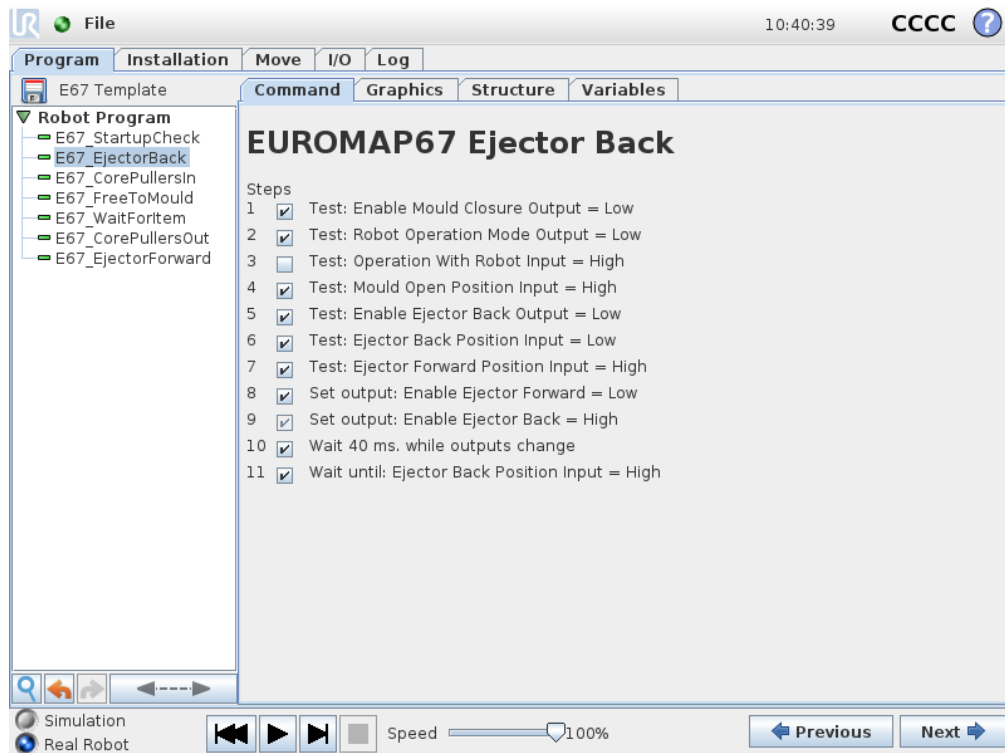 UR File 10:40:39 CCCC ?
Program Installation Move I/O Log
E67 Template Command Graphics Structure Variables
Robot Program
E67_StartupCheck
E67_EjectorBack
E67_CorePullersIn
E67_FreeToMould
E67_WaitForItem
E67_CorePullersOut
E67_EjectorForward
EUROMAP67 Ejector Back
Steps
1 Test: Enable Mould Closure Output = Low
2 Test: Robot Operation Mode Output = Low
3 Test: Operation With Robot Input = High
4 Test: Mould Open Position Input = High
5 Test: Enable Ejector Back Output = Low
6 Test: Ejector Back Position Input = Low
7 Test: Ejector Forward Position Input = High
8 Set output: Enable Ejector Forward = Low
9 Set output: Enable Ejector Back = High
10 Wait 40 ms. while outputs change
11 Wait until: Ejector Back Position Input = High
Simulation
Real Robot
Speed 100%
Previous Next